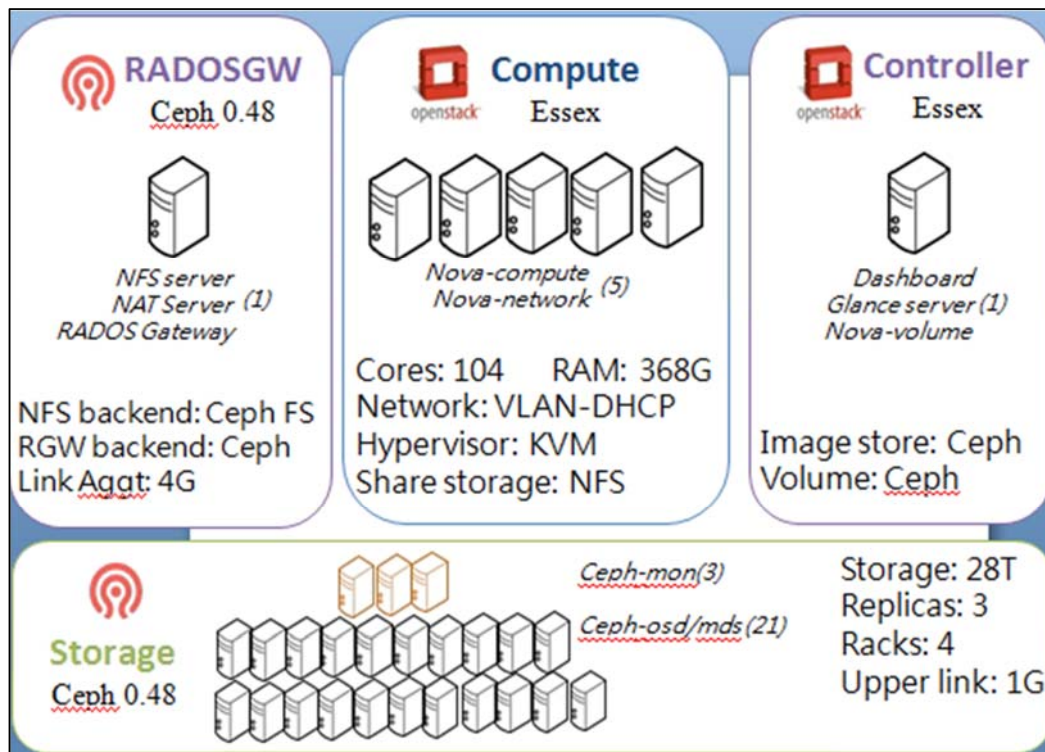 RADOSGW
Ceph 0.48
NFS server
NAT Server (1)
RADOS Gateway
NFS backend: Ceph FS
RGW backend: Ceph
Link Aggt: 4G
openstack
Compute
Essex
Nova-compute
Nova-network (5)
Cores: 104 RAM: 368G
Network: VLAN-DHCP
Hypervisor: KVM
Share storage: NFS
openstack
Controller
Essex
Dashboard
Glance server (1)
Nova-volume
Image store: Ceph
Volume: Ceph
Storage
Ceph 0.48
Ceph-mon(3)
Ceph-osd/mds(21)
Storage: 28T
Replicas: 3
Racks: 4
Upper link: 1G